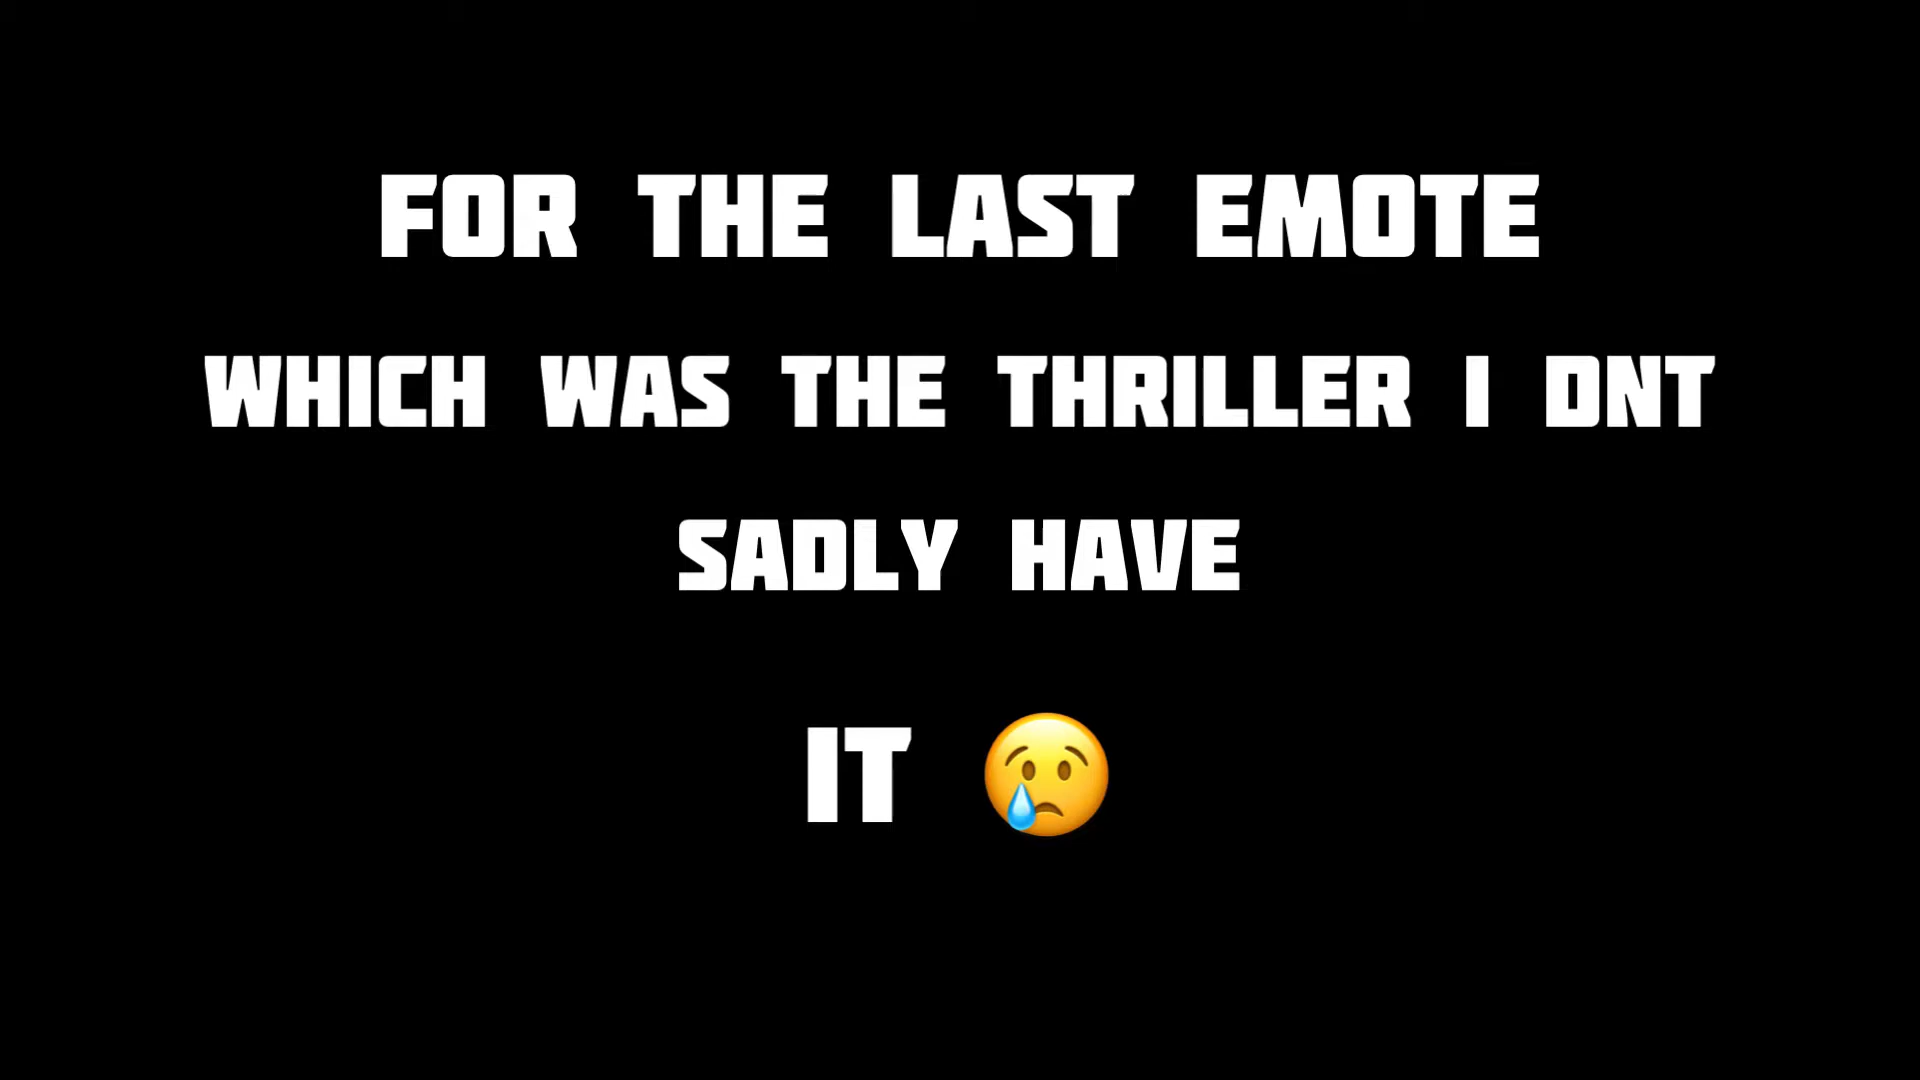 FOR THE LAST EMOTE
WHICH WAS THE THRILLER I DNT
SADLY HAVE
IT 😢